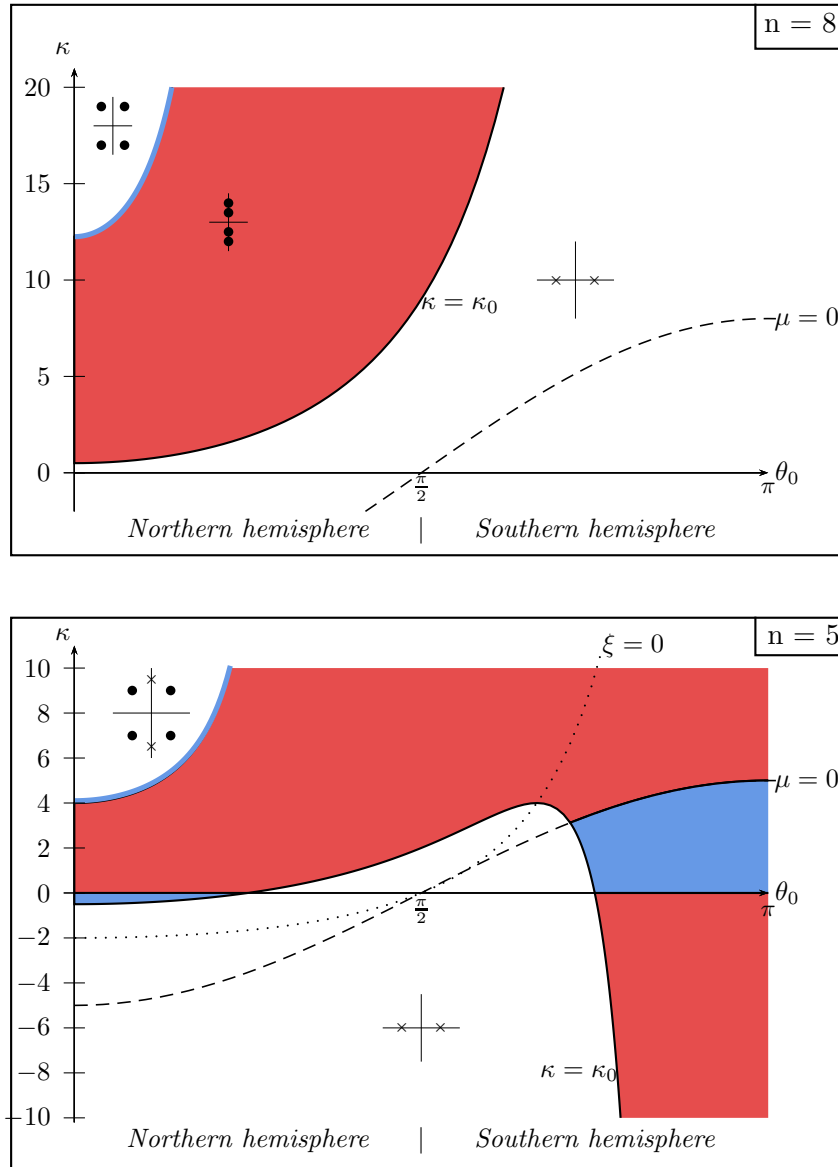 n = 8
κ
20
15
10
5
0
κ = κ₀
μ = 0
π/2
π
θ₀
Northern hemisphere | Southern hemisphere
n = 5
κ
ξ = 0
10
8
6
4
2
0
−2
−4
−6
−8
−10
μ = 0
π/2
π
θ₀
κ = κ₀
Northern hemisphere | Southern hemisphere